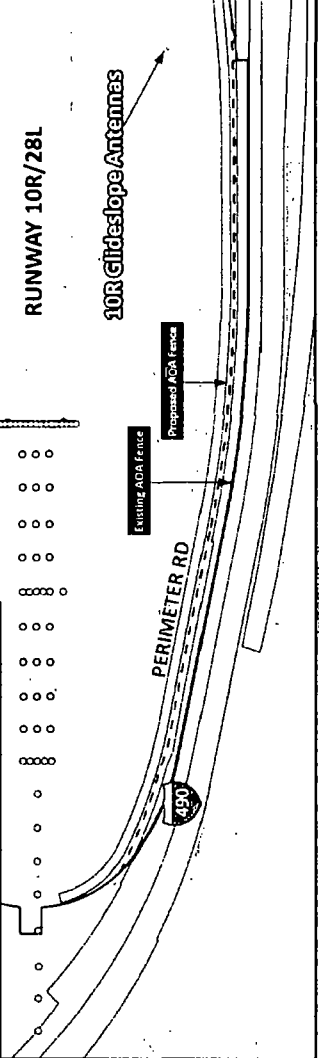 RUNWAY 10R/28L
10R Glideslope Antennas
Proposed AOA Fence
Existing AOA Fence
PERIMETER RD
490